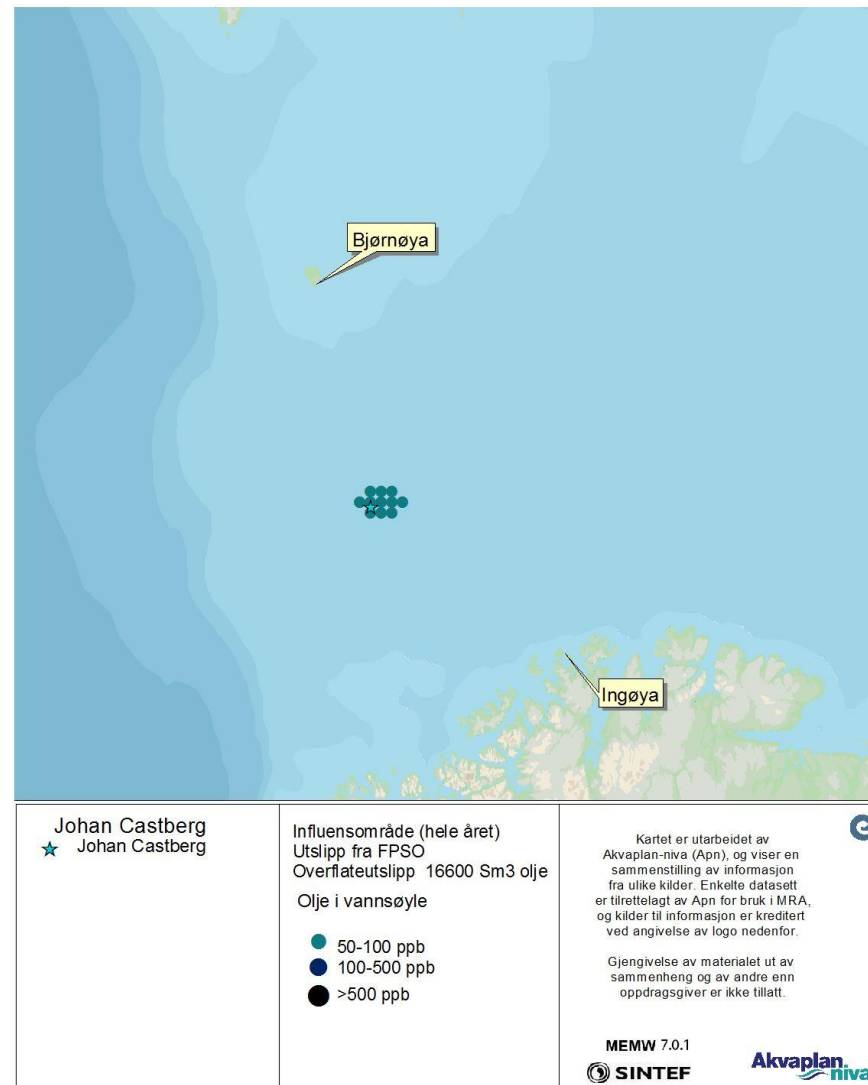 Bjørnøya
Ingøya
Johan Castberg
Johan Castberg
Influensområde (hele året)
Utslipp fra FPSO
Overflateutslipp 16600 Sm3 olje
Olje i vannsøyle
50-100 ppb
100-500 ppb
>500 ppb
Kartet er utarbeidet av
Akvaplan-niva (Apn), og viser en
sammenstilling av informasjon
fra ulike kilder. Enkelte datasett
er tilrettelagt av Apn for bruk i MRA,
og kilder til informasjon er kreditert
ved angivelse av logo nedenfor.
Gjengivelse av materialet ut av
sammenheng og av andre enn
oppdragsgiver er ikke tillatt.
MEMW 7.0.1
SINTEF
Akvaplan.
niva